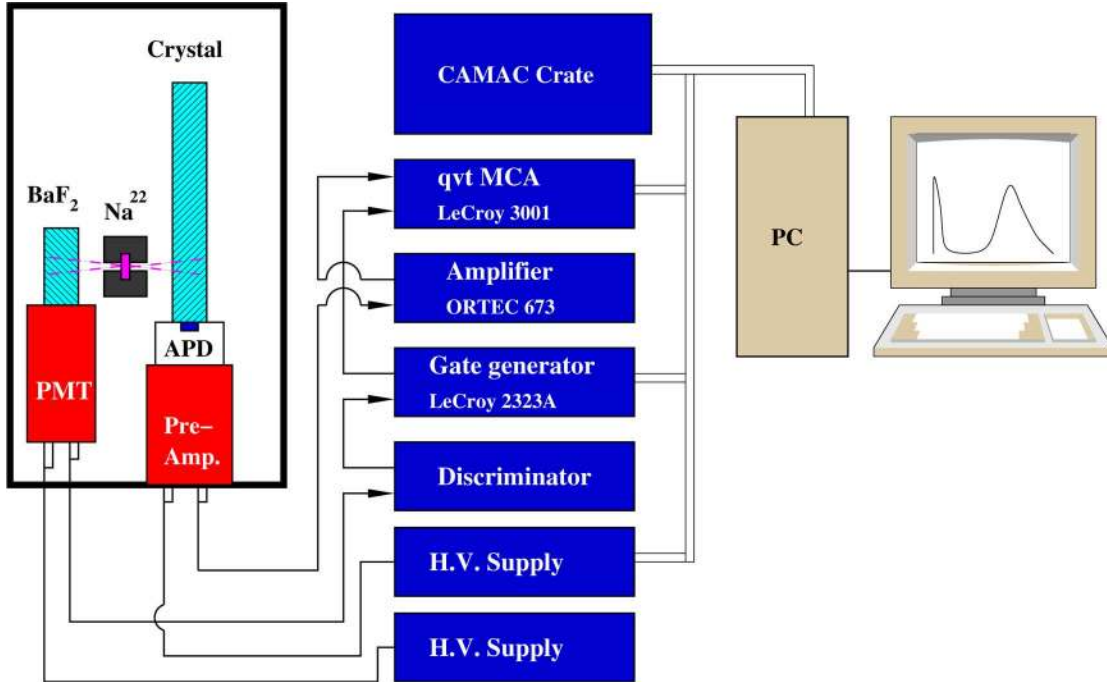 Crystal
BaF2
Na22
APD
PMT
Pre-
Amp.
CAMAC Crate
qvt MCA
LeCroy 3001
Amplifier
ORTEC 673
Gate generator
LeCroy 2323A
Discriminator
H.V. Supply
H.V. Supply
PC